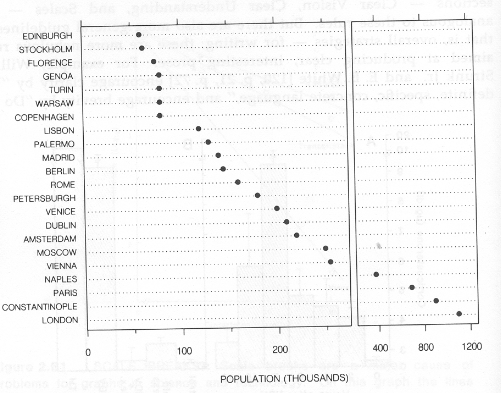 EDINBURGH
STOCKHOLM
FLORENCE
GENOA
TURIN
WARSAW
COPENHAGEN
LISBON
PALERMO
MADRID
BERLIN
ROME
PETERSBURGH
VENICE
DUBLIN
AMSTERDAM
MOSCOW
VIENNA
NAPLES
PARIS
CONSTANTINOPLE
LONDON
0 100 200 400 800 1200
POPULATION (THOUSANDS)